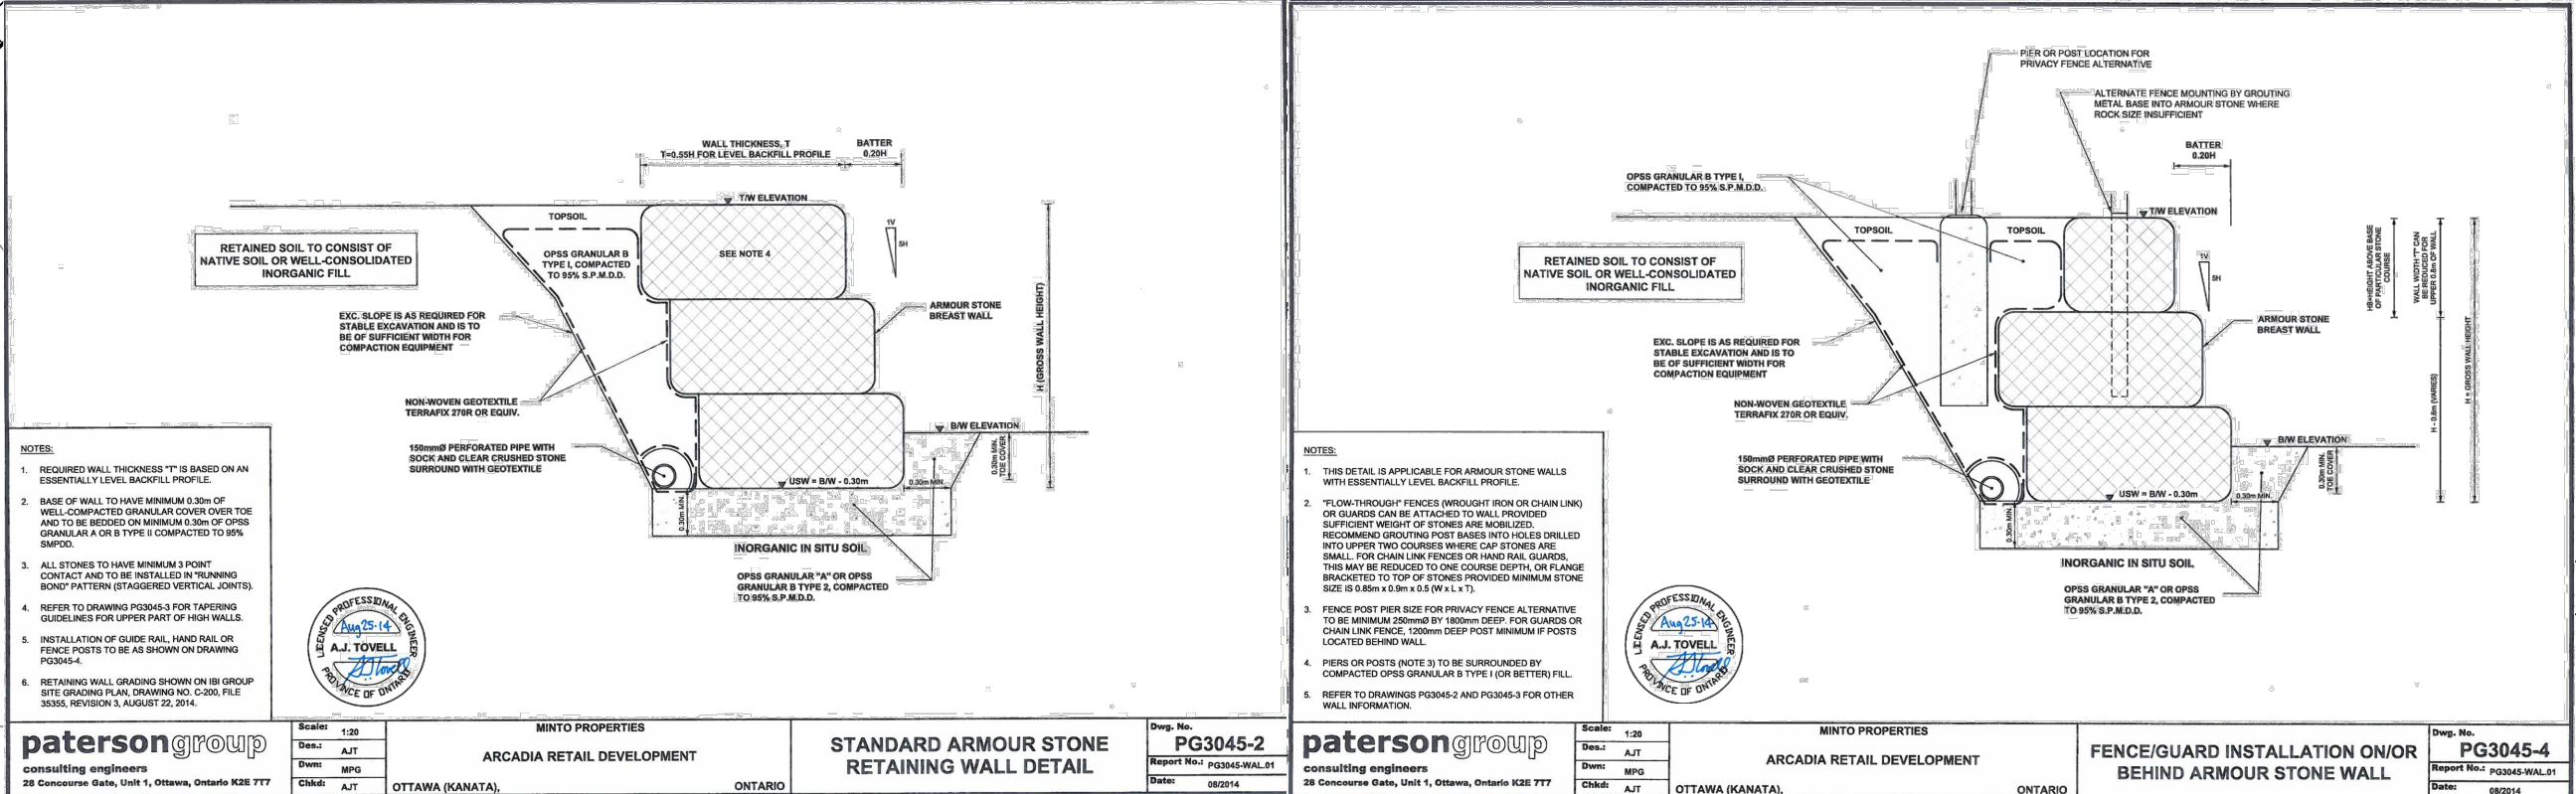 WALL THICKNESS, T
T=0.55H FOR LEVEL BACKFILL PROFILE
BATTER
0.20H
T/W ELEVATION
TOPSOIL
1V
5H
RETAINED SOIL TO CONSIST OF
NATIVE SOIL OR WELL-CONSOLIDATED
INORGANIC FILL
OPSS GRANULAR B
TYPE I, COMPACTED
TO 95% S.P.M.D.D.
SEE NOTE 4
H (GROSS WALL HEIGHT)
EXC. SLOPE IS AS REQUIRED FOR
STABLE EXCAVATION AND IS TO
BE OF SUFFICIENT WIDTH FOR
COMPACTION EQUIPMENT
ARMOUR STONE
BREAST WALL
NON-WOVEN GEOTEXTILE
TERRAFIX 270R OR EQUIV.
B/W ELEVATION
150mmØ PERFORATED PIPE WITH
SOCK AND CLEAR CRUSHED STONE
SURROUND WITH GEOTEXTILE
0.30m MIN.
TOE COVER
USW = B/W - 0.30m
0.30m MIN.
0.30m MIN.
INORGANIC IN SITU SOIL
OPSS GRANULAR "A" OR OPSS
GRANULAR B TYPE 2, COMPACTED
TO 95% S.P.M.D.D.
NOTES:
1. REQUIRED WALL THICKNESS "T" IS BASED ON AN
ESSENTIALLY LEVEL BACKFILL PROFILE.
2. BASE OF WALL TO HAVE MINIMUM 0.30m OF
WELL-COMPACTED GRANULAR COVER OVER TOE
AND TO BE BEDDED ON MINIMUM 0.30m OF OPSS
GRANULAR A OR B TYPE II COMPACTED TO 95%
SMPDD.
3. ALL STONES TO HAVE MINIMUM 3 POINT
CONTACT AND TO BE INSTALLED IN "RUNNING
BOND" PATTERN (STAGGERED VERTICAL JOINTS).
4. REFER TO DRAWING PG3045-3 FOR TAPERING
GUIDELINES FOR UPPER PART OF HIGH WALLS.
5. INSTALLATION OF GUIDE RAIL, HAND RAIL OR
FENCE POSTS TO BE AS SHOWN ON DRAWING
PG3045-4.
6. RETAINING WALL GRADING SHOWN ON IBI GROUP
SITE GRADING PLAN, DRAWING NO. C-200, FILE
35355, REVISION 3, AUGUST 22, 2014.
LICENSED PROFESSIONAL ENGINEER
Aug 25-14
A.J. TOVELL
PROVINCE OF ONTARIO
patersongroup
consulting engineers
28 Concourse Gate, Unit 1, Ottawa, Ontario K2E 7T7
Scale: 1:20
Des.: AJT
Dwn: MPG
Chkd: AJT
MINTO PROPERTIES
ARCADIA RETAIL DEVELOPMENT
OTTAWA (KANATA), ONTARIO
STANDARD ARMOUR STONE
RETAINING WALL DETAIL
Dwg. No.
PG3045-2
Report No.: PG3045-WAL.01
Date: 08/2014
PIER OR POST LOCATION FOR
PRIVACY FENCE ALTERNATIVE
ALTERNATE FENCE MOUNTING BY GROUTING
METAL BASE INTO ARMOUR STONE WHERE
ROCK SIZE INSUFFICIENT
BATTER
0.20H
OPSS GRANULAR B TYPE I,
COMPACTED TO 95% S.P.M.D.D.
T/W ELEVATION
TOPSOIL
TOPSOIL
1V
5H
HB=HEIGHT ABOVE BASE
OF PARTICULAR STONE
COURSE
WALL WIDTH "T" CAN
BE REDUCED FOR
UPPER 0.8m OF WALL
H = GROSS WALL HEIGHT
H - 0.8m (VARIES)
RETAINED SOIL TO CONSIST OF
NATIVE SOIL OR WELL-CONSOLIDATED
INORGANIC FILL
EXC. SLOPE IS AS REQUIRED FOR
STABLE EXCAVATION AND IS TO
BE OF SUFFICIENT WIDTH FOR
COMPACTION EQUIPMENT
ARMOUR STONE
BREAST WALL
NON-WOVEN GEOTEXTILE
TERRAFIX 270R OR EQUIV.
B/W ELEVATION
150mmØ PERFORATED PIPE WITH
SOCK AND CLEAR CRUSHED STONE
SURROUND WITH GEOTEXTILE
0.30m MIN.
TOE COVER
USW = B/W - 0.30m
0.30m MIN.
0.30m MIN.
INORGANIC IN SITU SOIL
OPSS GRANULAR "A" OR OPSS
GRANULAR B TYPE 2, COMPACTED
TO 95% S.P.M.D.D.
NOTES:
1. THIS DETAIL IS APPLICABLE FOR ARMOUR STONE WALLS
WITH ESSENTIALLY LEVEL BACKFILL PROFILE.
2. "FLOW-THROUGH" FENCES (WROUGHT IRON OR CHAIN LINK)
OR GUARDS CAN BE ATTACHED TO WALL PROVIDED
SUFFICIENT WEIGHT OF STONES ARE MOBILIZED.
RECOMMEND GROUTING POST BASES INTO HOLES DRILLED
INTO UPPER TWO COURSES WHERE CAP STONES ARE
SMALL. FOR CHAIN LINK FENCES OR HAND RAIL GUARDS,
THIS MAY BE REDUCED TO ONE COURSE DEPTH, OR FLANGE
BRACKETED TO TOP OF STONES PROVIDED MINIMUM STONE
SIZE IS 0.85m x 0.9m x 0.5 (W x L x T).
3. FENCE POST PIER SIZE FOR PRIVACY FENCE ALTERNATIVE
TO BE MINIMUM 250mmØ BY 1800mm DEEP. FOR GUARDS OR
CHAIN LINK FENCE, 1200mm DEEP POST MINIMUM IF POSTS
LOCATED BEHIND WALL.
4. PIERS OR POSTS (NOTE 3) TO BE SURROUNDED BY
COMPACTED OPSS GRANULAR B TYPE I (OR BETTER) FILL.
5. REFER TO DRAWINGS PG3045-2 AND PG3045-3 FOR OTHER
WALL INFORMATION.
LICENSED PROFESSIONAL ENGINEER
Aug 25-14
A.J. TOVELL
PROVINCE OF ONTARIO
patersongroup
consulting engineers
28 Concourse Gate, Unit 1, Ottawa, Ontario K2E 7T7
Scale: 1:20
Des.: AJT
Dwn: MPG
Chkd: AJT
MINTO PROPERTIES
ARCADIA RETAIL DEVELOPMENT
OTTAWA (KANATA), ONTARIO
FENCE/GUARD INSTALLATION ON/OR
BEHIND ARMOUR STONE WALL
Dwg. No.
PG3045-4
Report No.: PG3045-WAL.01
Date: 08/2014